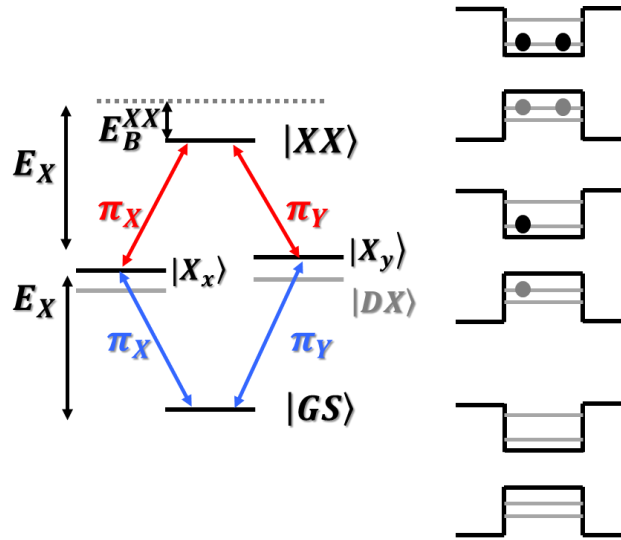 E_B^{XX}
|XX⟩
E_X
π_X
π_Y
|X_x⟩
|X_y⟩
E_X
|DX⟩
π_X
π_Y
|GS⟩